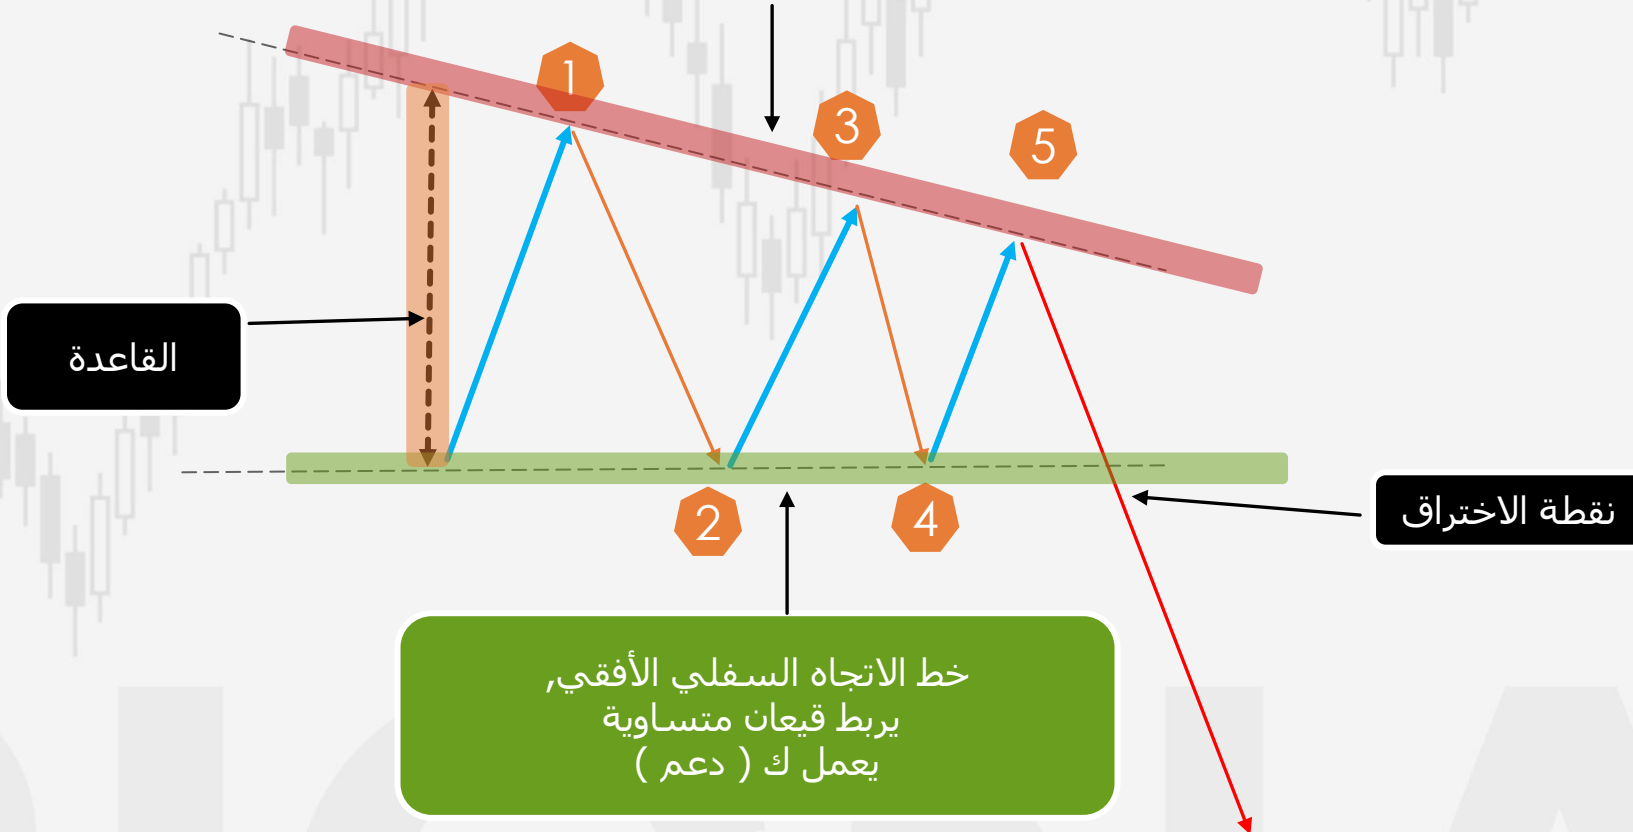 1
3
5
القاعدة
2
4
نقطة الاختراق
خط الاتجاه السفلي الأفقي,
يربط قيعان متساوية
يعمل ك ( دعم )